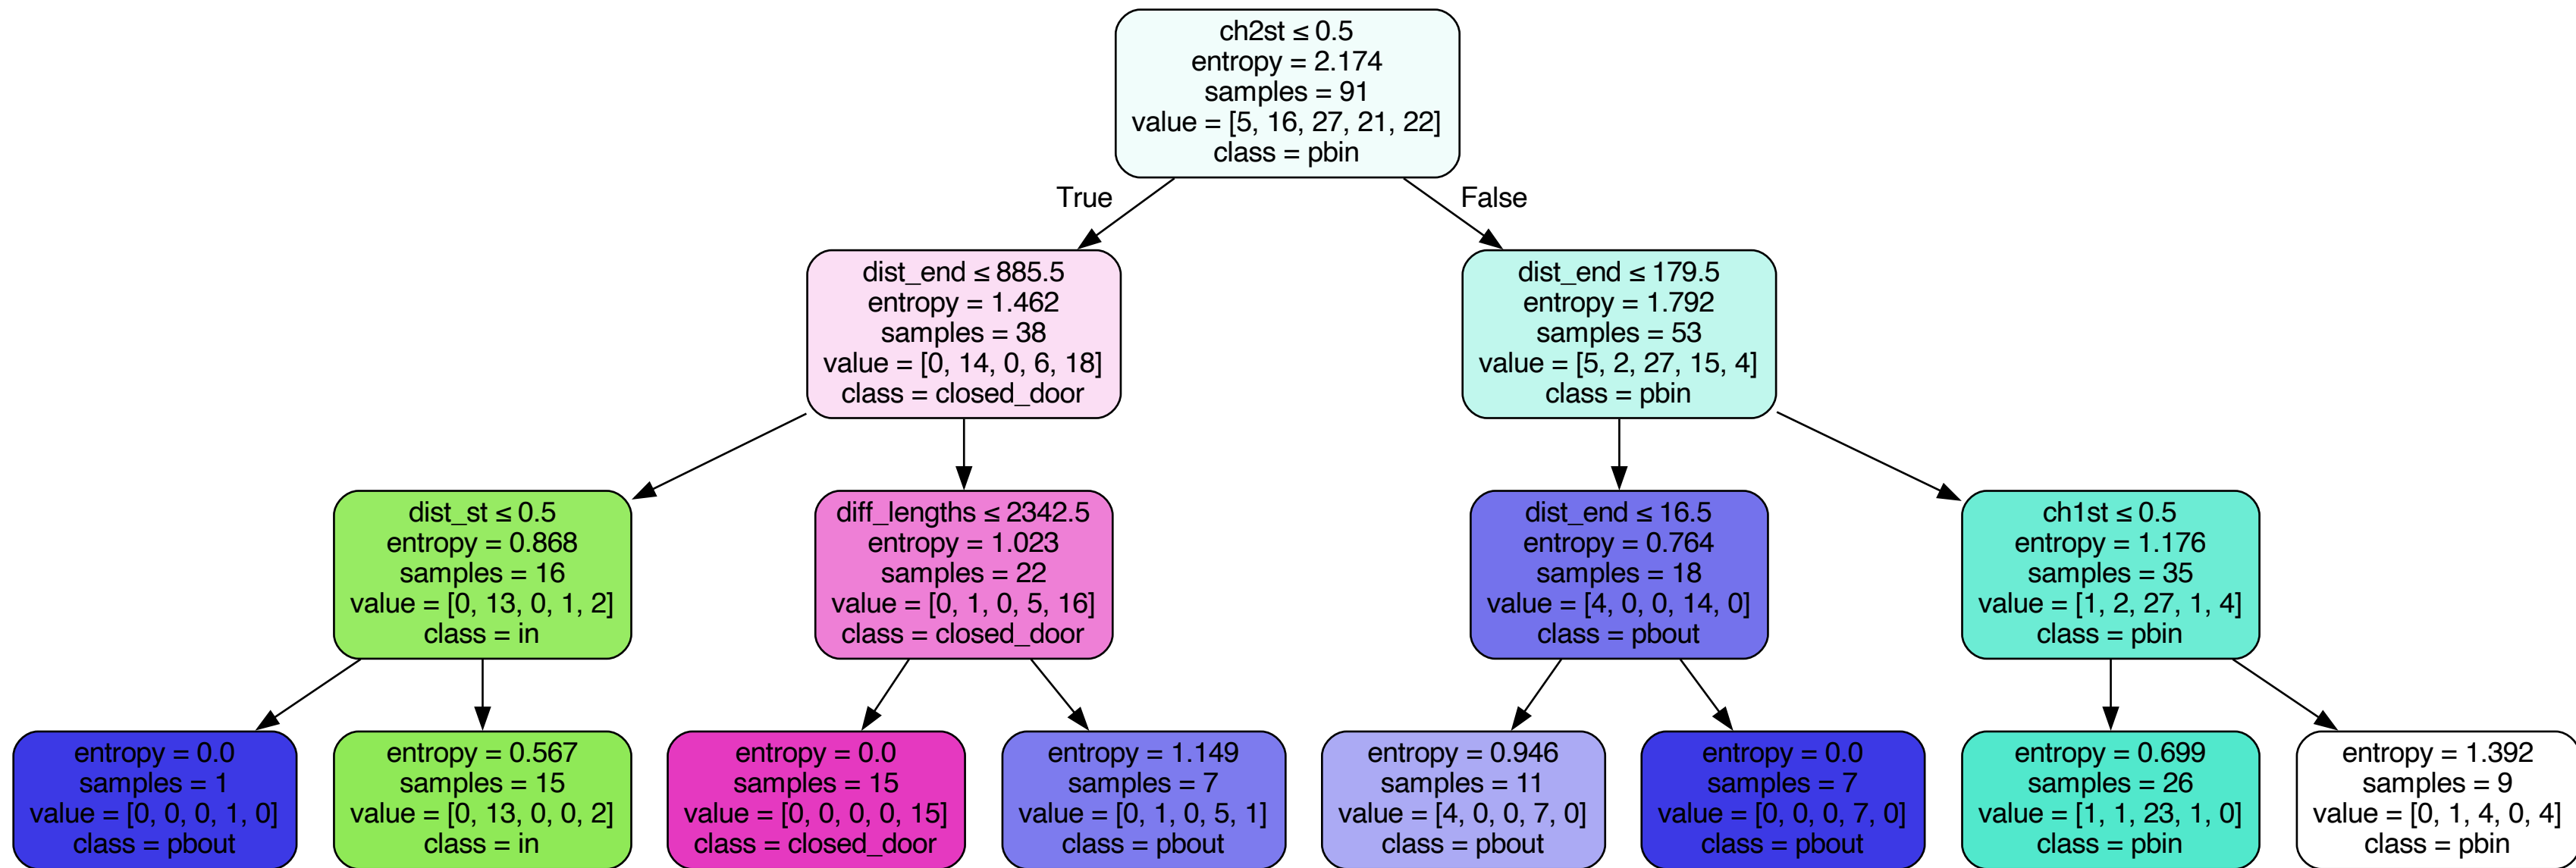 ch2st ≤ 0.5
entropy = 2.174
samples = 91
value = [5, 16, 27, 21, 22]
class = pbin
True
False
dist_end ≤ 885.5
entropy = 1.462
samples = 38
value = [0, 14, 0, 6, 18]
class = closed_door
dist_end ≤ 179.5
entropy = 1.792
samples = 53
value = [5, 2, 27, 15, 4]
class = pbin
dist_st ≤ 0.5
entropy = 0.868
samples = 16
value = [0, 13, 0, 1, 2]
class = in
diff_lengths ≤ 2342.5
entropy = 1.023
samples = 22
value = [0, 1, 0, 5, 16]
class = closed_door
dist_end ≤ 16.5
entropy = 0.764
samples = 18
value = [4, 0, 0, 14, 0]
class = pbout
ch1st ≤ 0.5
entropy = 1.176
samples = 35
value = [1, 2, 27, 1, 4]
class = pbin
entropy = 0.0
samples = 1
value = [0, 0, 0, 1, 0]
class = pbout
entropy = 0.567
samples = 15
value = [0, 13, 0, 0, 2]
class = in
entropy = 0.0
samples = 15
value = [0, 0, 0, 0, 15]
class = closed_door
entropy = 1.149
samples = 7
value = [0, 1, 0, 5, 1]
class = pbout
entropy = 0.946
samples = 11
value = [4, 0, 0, 7, 0]
class = pbout
entropy = 0.0
samples = 7
value = [0, 0, 0, 7, 0]
class = pbout
entropy = 0.699
samples = 26
value = [1, 1, 23, 1, 0]
class = pbin
entropy = 1.392
samples = 9
value = [0, 1, 4, 0, 4]
class = pbin